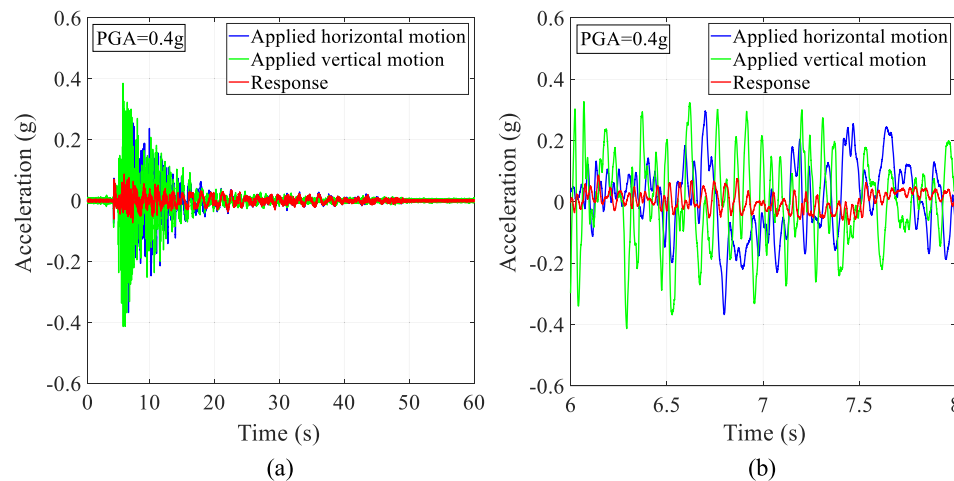 PGA=0.4g
Applied horizontal motion
Applied vertical motion
Response
0.6
0.4
0.2
0
-0.2
-0.4
-0.6
Acceleration (g)
0 10 20 30 40 50 60
Time (s)
(a)
PGA=0.4g
Applied horizontal motion
Applied vertical motion
Response
0.6
0.4
0.2
0
-0.2
-0.4
-0.6
Acceleration (g)
6 6.5 7 7.5 8
Time (s)
(b)